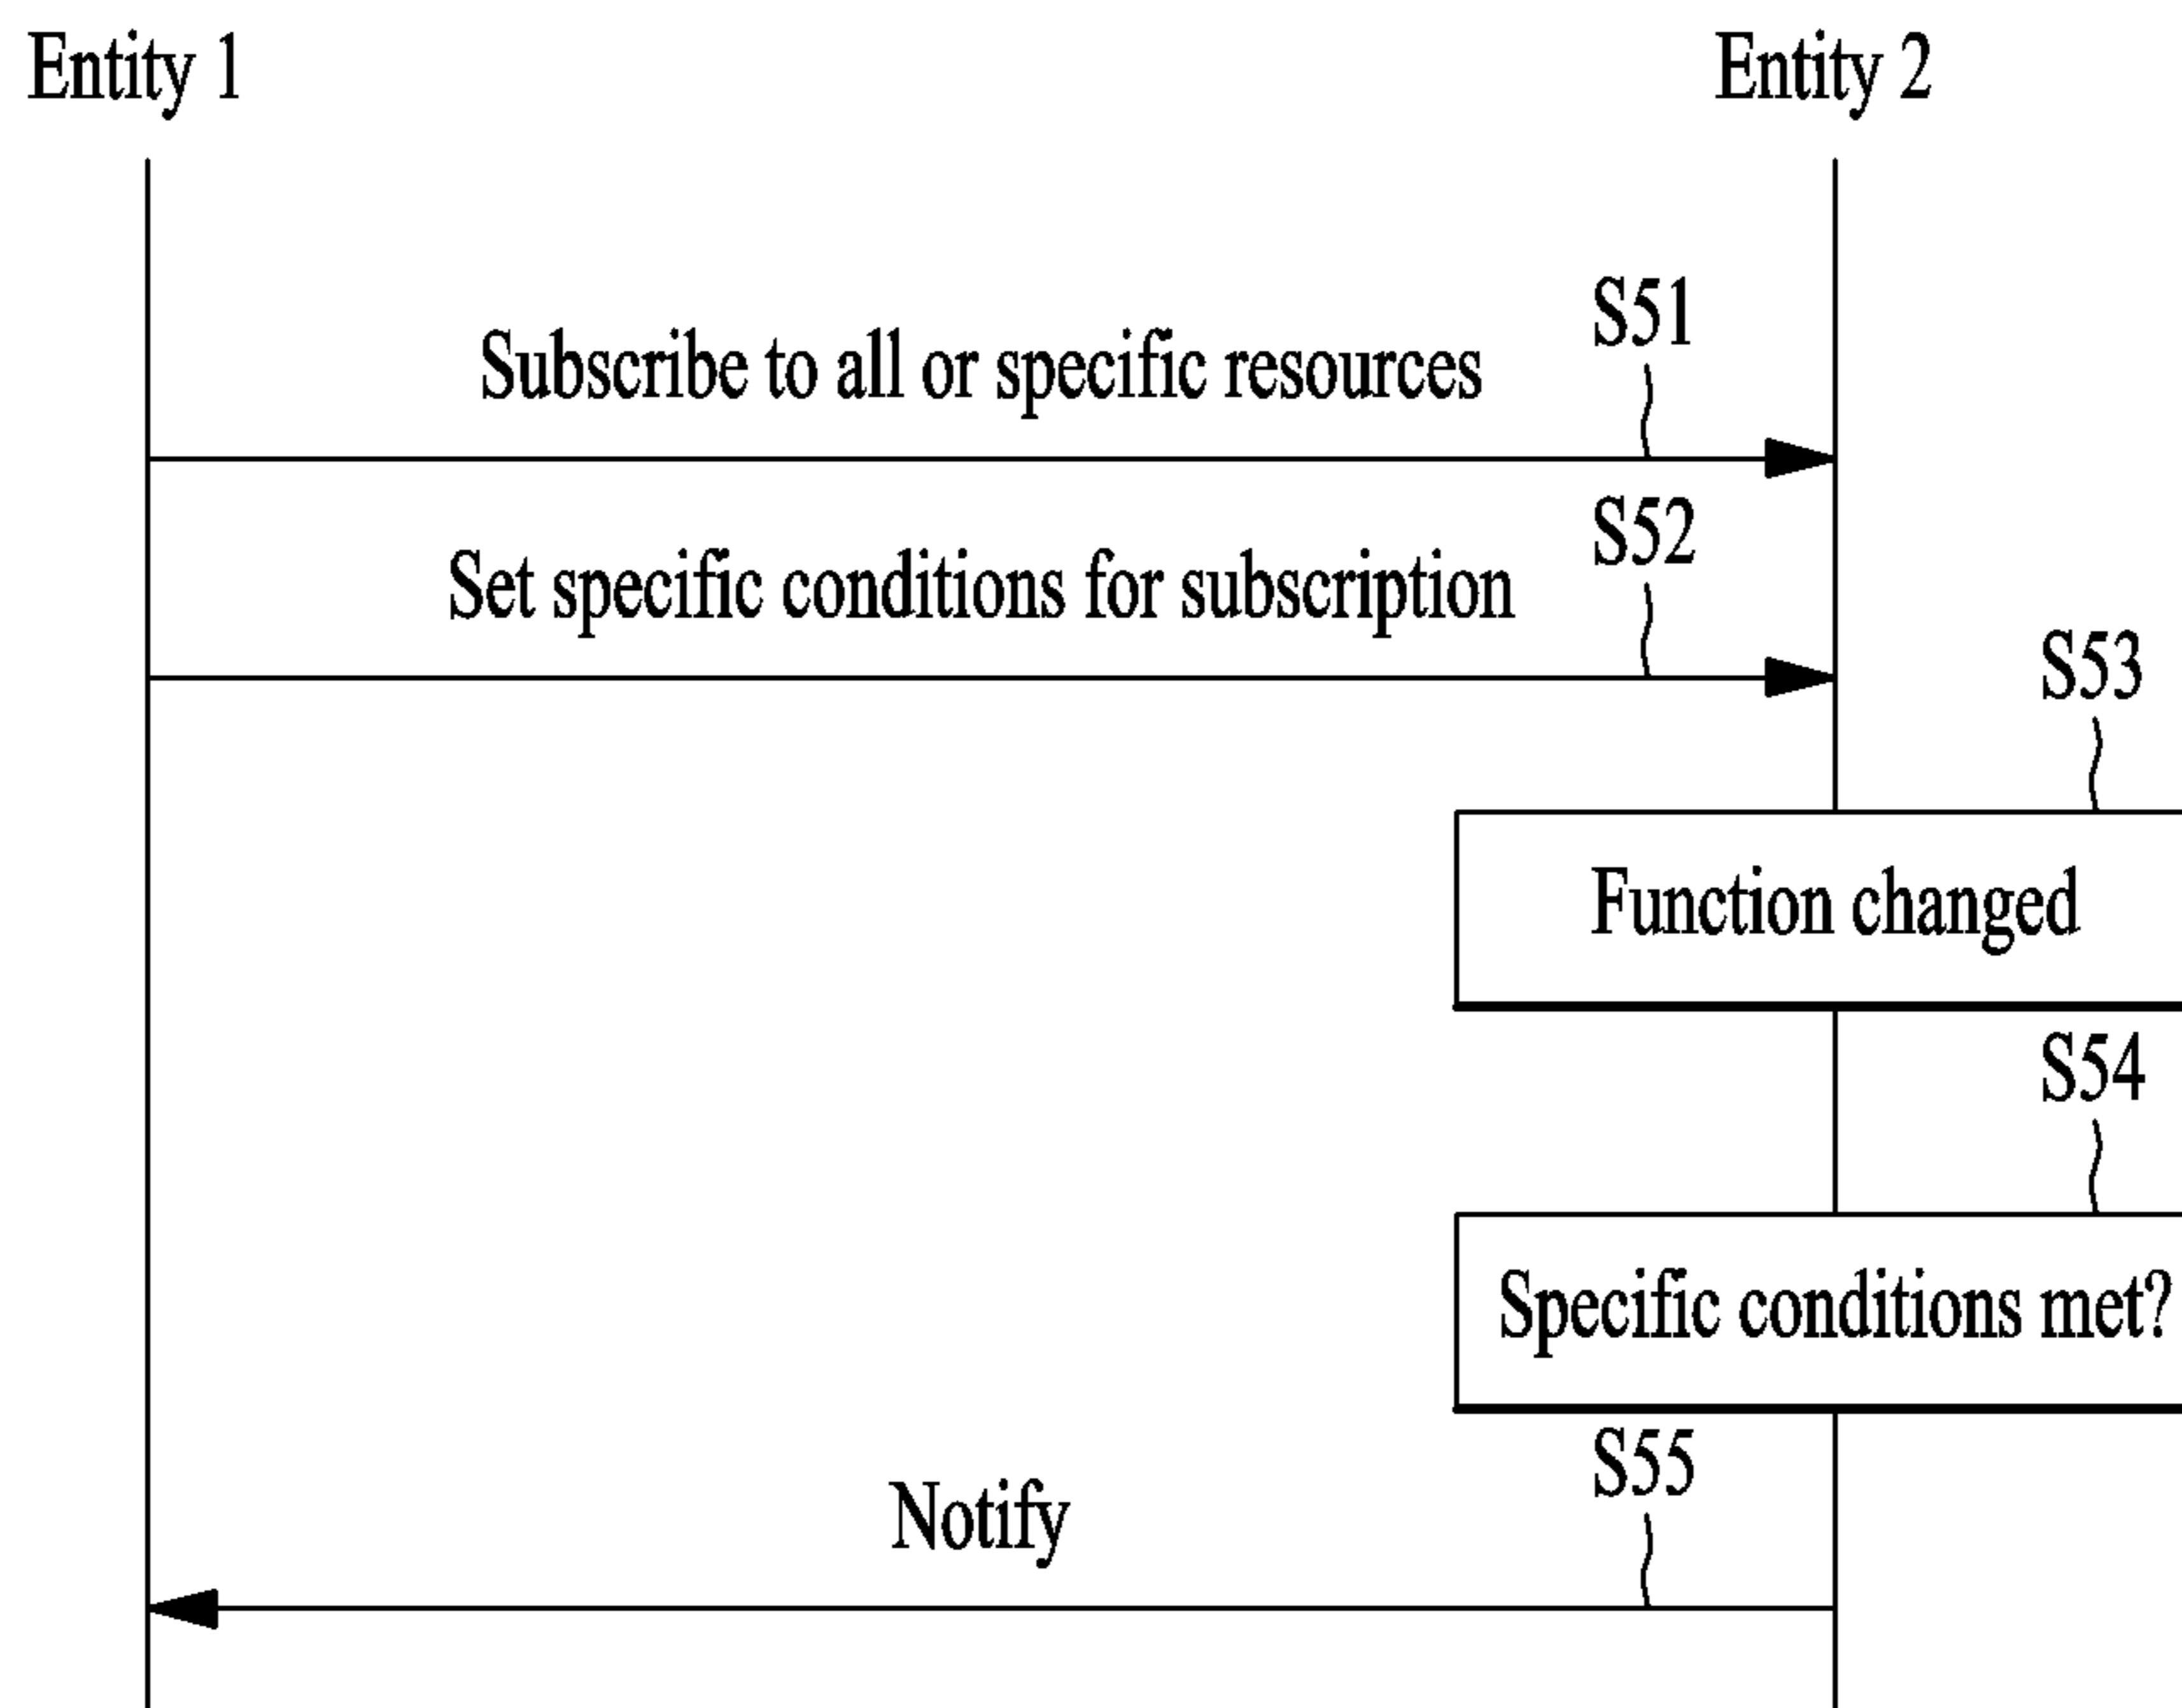 Entity 1
Entity 2
S51
Subscribe to all or specific resources
S52
Set specific conditions for subscription
S53
Function changed
S54
Specific conditions met?
S55
Notify